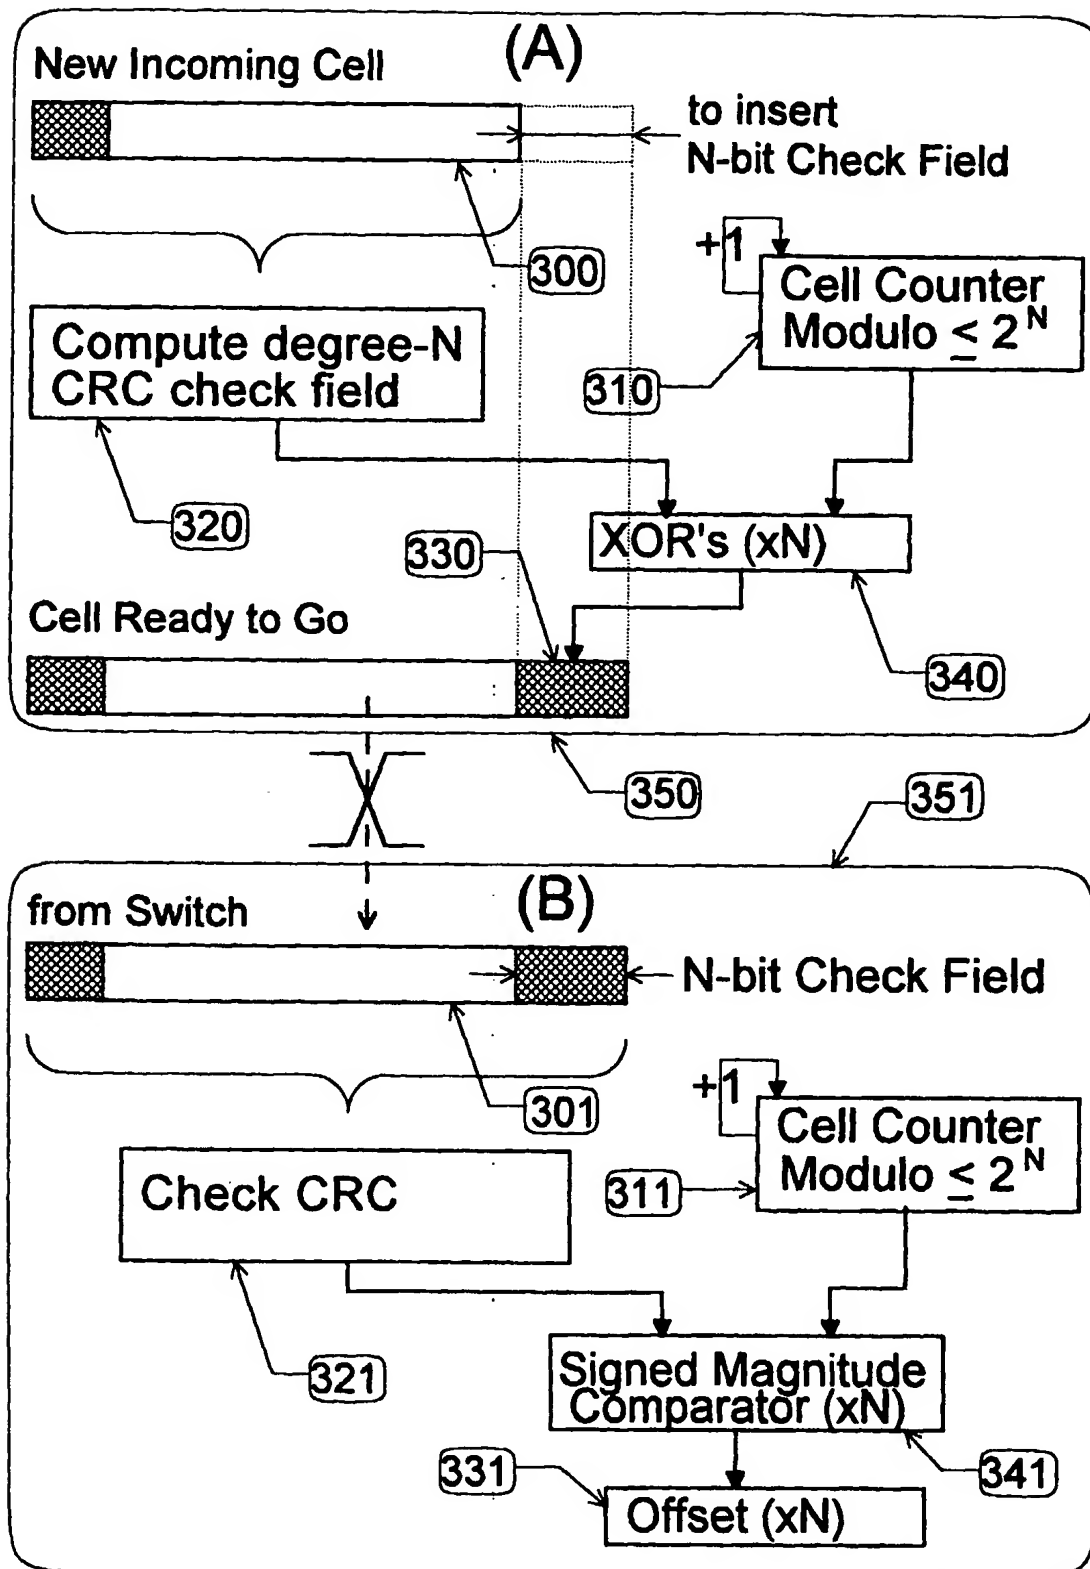 (A)
New Incoming Cell
to insert
N-bit Check Field
300
+1
Cell Counter
Modulo ≤ 2^N
310
Compute degree-N
CRC check field
320
330
XOR's (xN)
340
Cell Ready to Go
350
351
(B)
from Switch
N-bit Check Field
301
+1
Cell Counter
Modulo ≤ 2^N
311
Check CRC
321
Signed Magnitude
Comparator (xN)
341
331
Offset (xN)